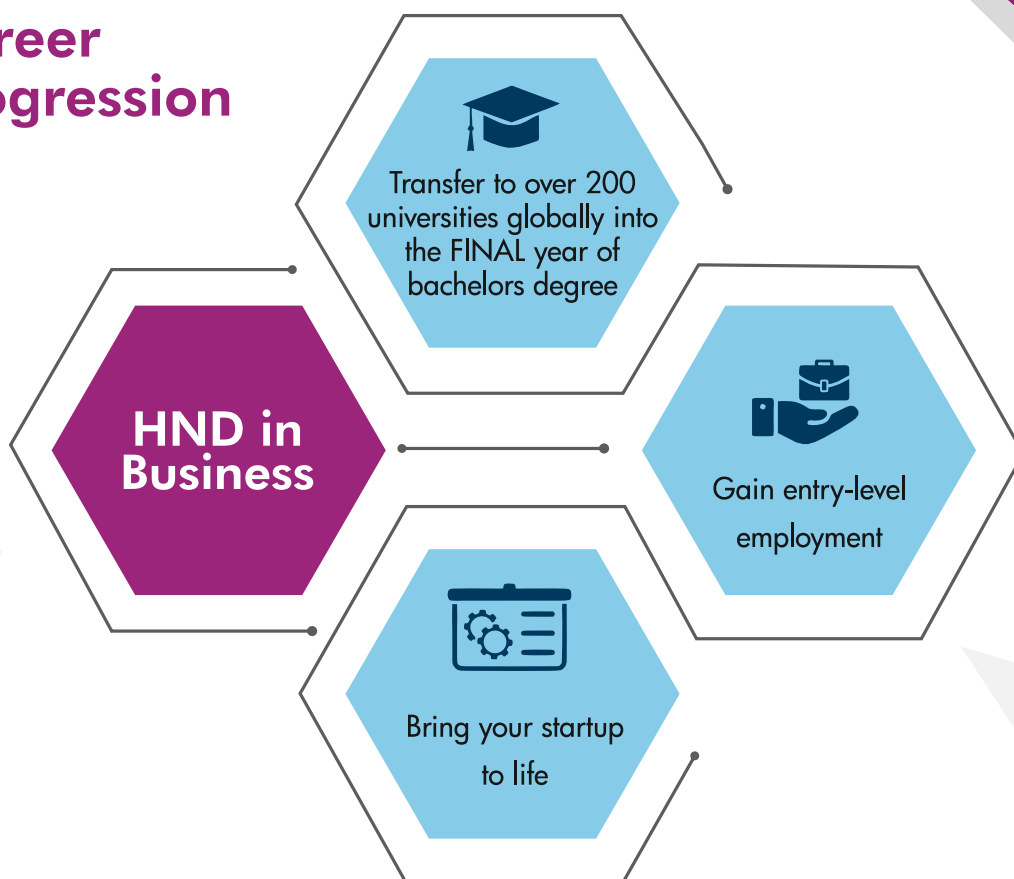 reer
ogression
Transfer to over 200
universities globally into
the FINAL year of
bachelors degree
HND in
Business
Gain entry-level
employment
Bring your startup
to life